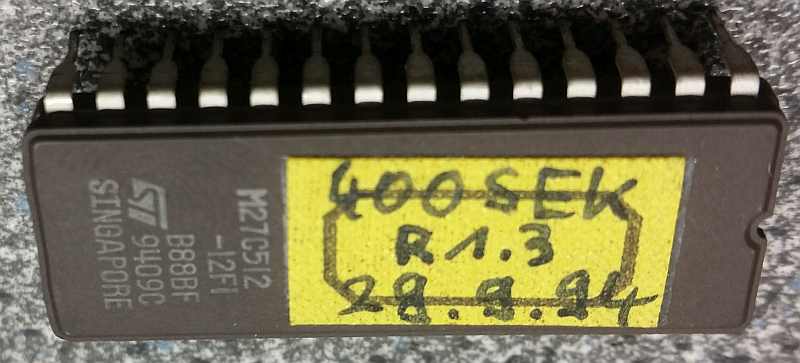 400SEK
R1.3
28.9.94
M27C512
-12F1
B88BF
9409C
SINGAPORE